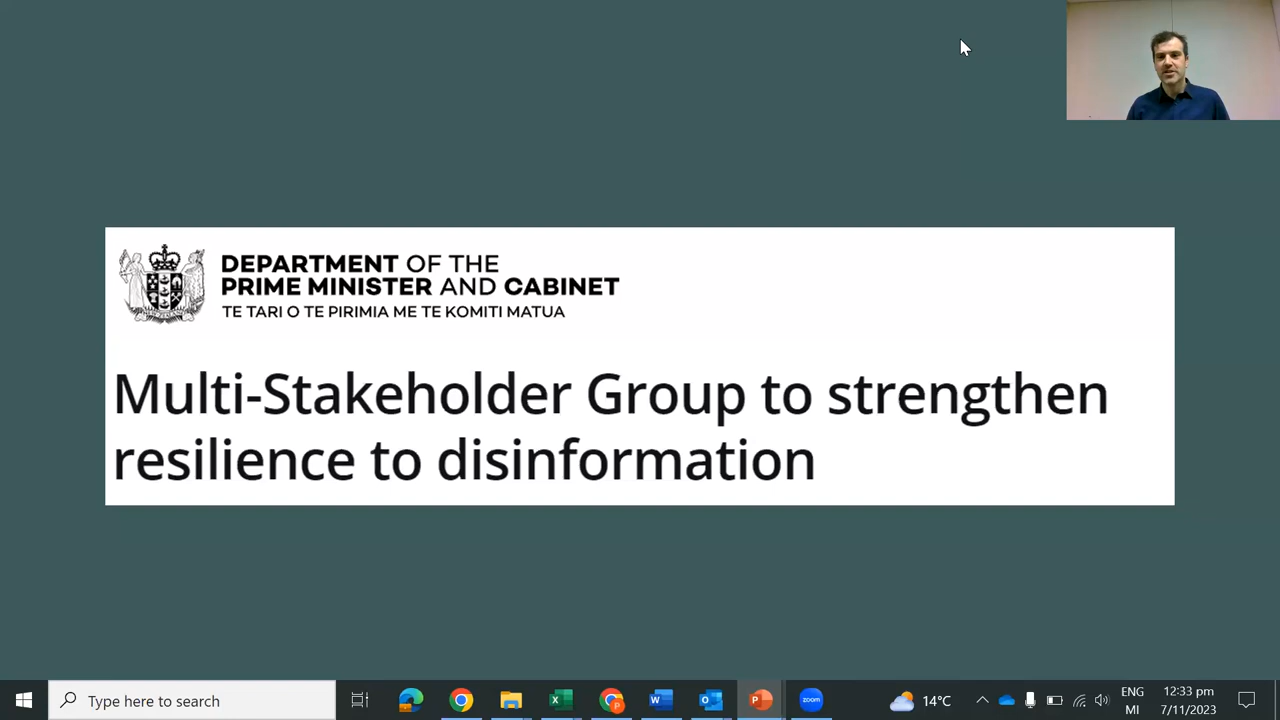 DEPARTMENT OF THE
PRIME MINISTER AND CABINET
TE TARI O TE PIRIMIA ME TE KOMITI MATUA
Multi-Stakeholder Group to strengthen
resilience to disinformation
Type here to search
zoom
14°C
ENG
MI
12:33 pm
7/11/2023